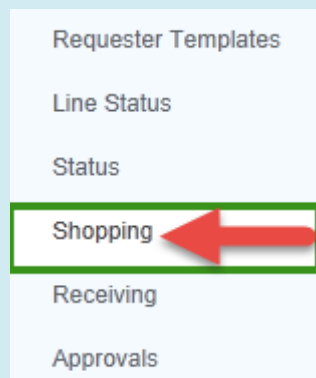 Requester Templates
Line Status
Status
Shopping
Receiving
Approvals